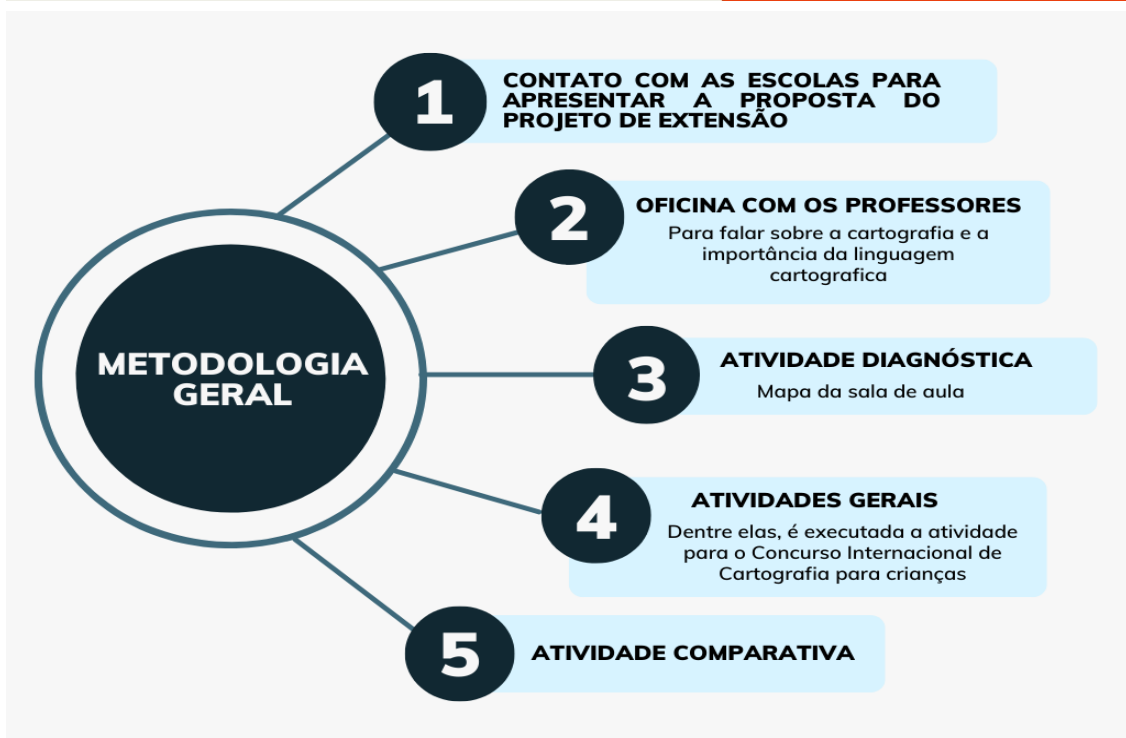 METODOLOGIA
GERAL
1
CONTATO COM AS ESCOLAS PARA
APRESENTAR A PROPOSTA DO
PROJETO DE EXTENSÃO
2
OFICINA COM OS PROFESSORES
Para falar sobre a cartografia e a
importância da linguagem
cartografica
3
ATIVIDADE DIAGNÓSTICA
Mapa da sala de aula
4
ATIVIDADES GERAIS
Dentre elas, é executada a atividade
para o Concurso Internacional de
Cartografia para crianças
5
ATIVIDADE COMPARATIVA